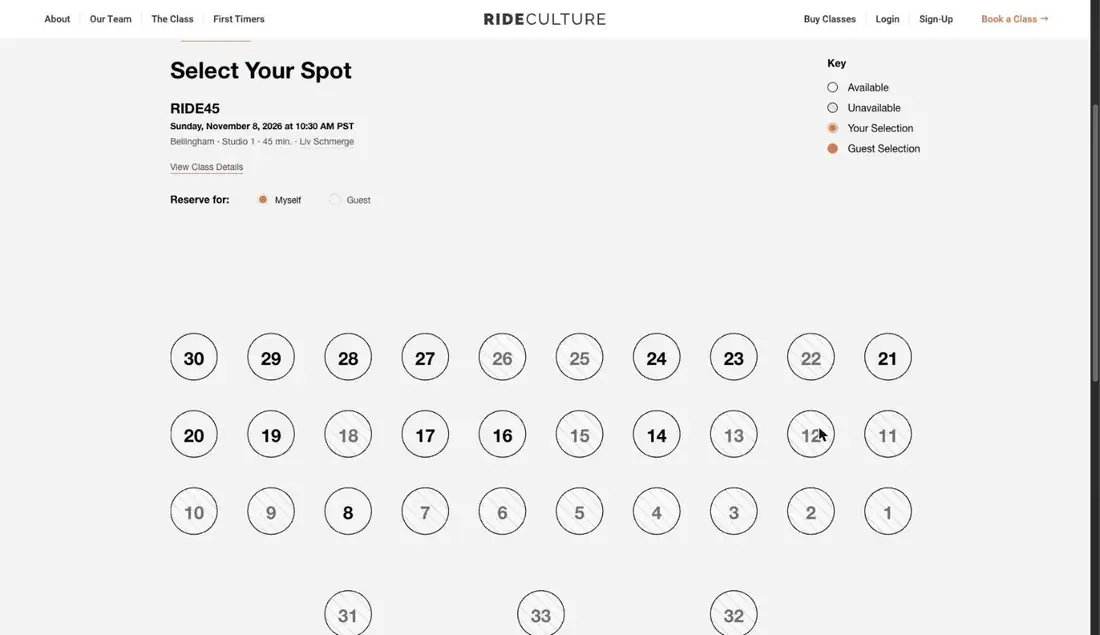 About Our Team The Class First Timers RIDECULTURE Buy Classes Login Sign-Up Book a Class →
Select Your Spot
RIDE45
Sunday, November 8, 2026 at 10:30 AM PST
Bellingham · Studio 1 · 45 min. · Liv Schmerge
View Class Details
Reserve for: Myself Guest
Key
Available
Unavailable
Your Selection
Guest Selection
30 29 28 27 26 25 24 23 22 21
20 19 18 17 16 15 14 13 12 11
10 9 8 7 6 5 4 3 2 1
31 33 32